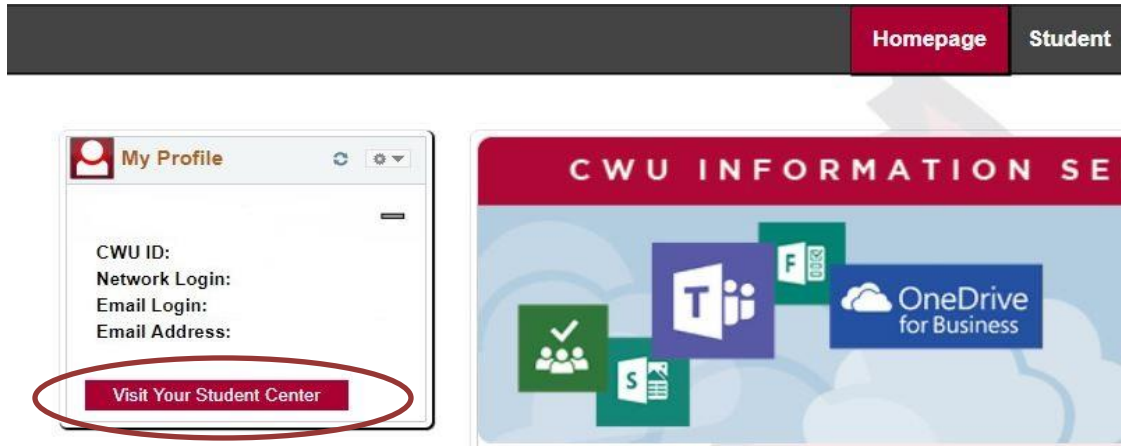 Homepage Student
My Profile
CWU INFORMATION SE
CWU ID:
Network Login:
Email Login:
Email Address:
Visit Your Student Center
F
T
OneDrive
for Business
S